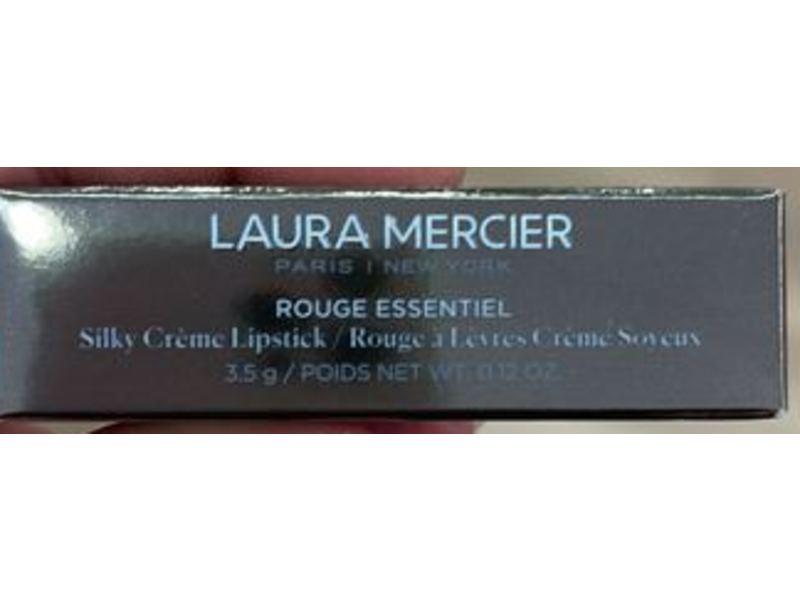 LAURA MERCIER
PARIS | NEW YORK
ROUGE ESSENTIEL
Silky Crème Lipstick / Rouge à Lèvres Crème Soyeux
3.5 g / POIDS NET WT. 0.12 OZ.